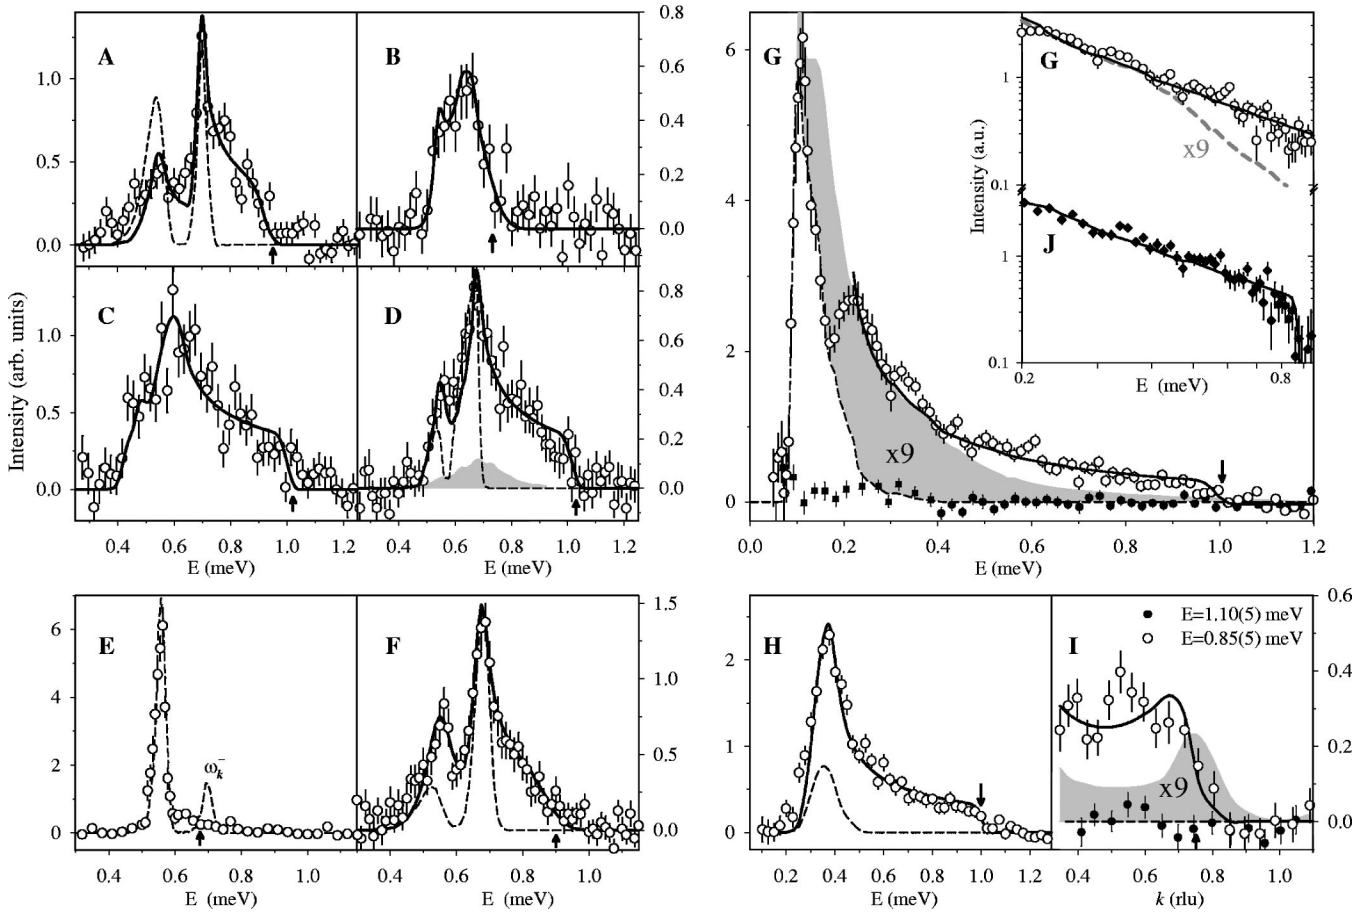 A
B
C
D
E
F
G
H
I
Intensity (arb. units)
1.0
0.5
0.0
0.8
0.6
0.4
0.2
0.0
1.0
0.5
0.0
0.8
0.6
0.4
0.2
0.0
0.4 0.6 0.8 1.0 0.4 0.6 0.8 1.0 1.2
E (meV) E (meV)
6
4
2
0
1.5
1.0
0.5
0.0
ω_k^-
0.4 0.6 0.8 1.0 0.4 0.6 0.8 1.0
E (meV) E (meV)
6
4
2
0
x9
0.0 0.2 0.4 0.6 0.8 1.0 1.2
E (meV)
Intensity (a.u.)
G
1
x9
0.1
J
1
0.1
0.2 0.8
E (meV)
2
1
0
0.2 0.4 0.6 0.8 1.0 1.2
E (meV)
E=1.10(5) meV
E=0.85(5) meV
x9
0.6
0.4
0.2
0.0
0.4 0.6 0.8 1.0
k (rlu)